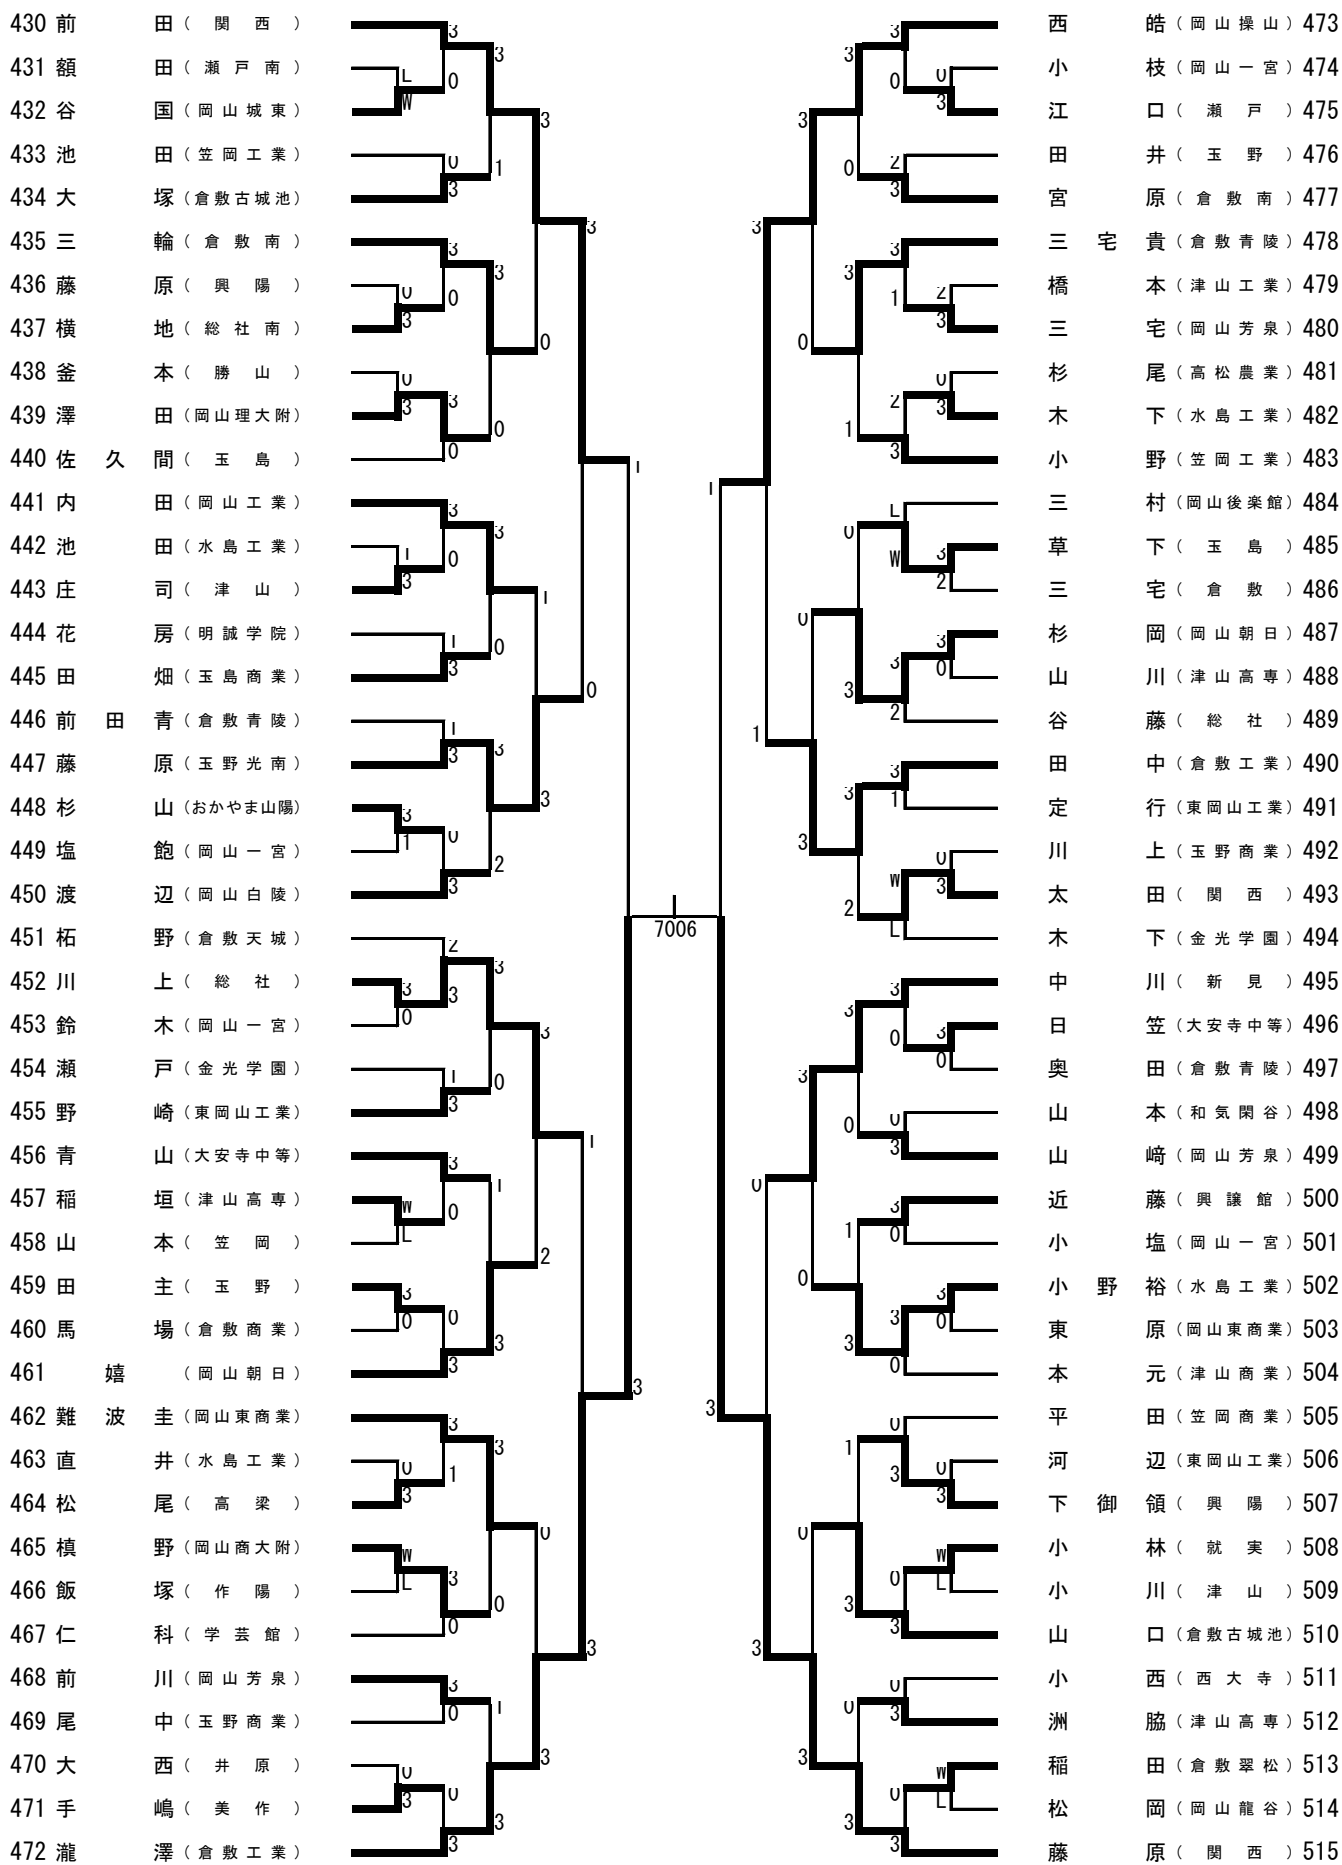 430 前田 (関西)
431 額田 (瀬戸南)
432 谷国 (岡山城東)
433 池田 (笠岡工業)
434 大塚 (倉敷古城池)
435 三輪 (倉敷南)
436 藤原 (興陽)
437 横地 (総社南)
438 釜本 (勝山)
439 澤田 (岡山理大附)
440 佐久間 (玉島)
441 内田 (岡山工業)
442 池田 (水島工業)
443 庄司 (津山)
444 花房 (明誠学院)
445 田畑 (玉島商業)
446 前田青 (倉敷青陵)
447 藤原 (玉野光南)
448 杉山 (おかやま山陽)
449 塩飽 (岡山一宮)
450 渡辺 (岡山白陵)
451 柘野 (倉敷天城)
452 川上 (総社)
453 鈴木 (岡山一宮)
454 瀬戸 (金光学園)
455 野崎 (東岡山工業)
456 青山 (大安寺中等)
457 稲垣 (津山高専)
458 山本 (笠岡)
459 田主 (玉野)
460 馬場 (倉敷商業)
461 嬉 (岡山朝日)
462 難波圭 (岡山東商業)
463 直井 (水島工業)
464 松尾 (高梁)
465 槙野 (岡山商大附)
466 飯塚 (作陽)
467 仁科 (学芸館)
468 前川 (岡山芳泉)
469 尾中 (玉野商業)
470 大西 (井原)
471 手嶋 (美作)
472 瀧澤 (倉敷工業)
7006
西皓 (岡山操山) 473
小枝 (岡山一宮) 474
江口 (瀬戸) 475
田井 (玉野) 476
宮原 (倉敷南) 477
三宅貴 (倉敷青陵) 478
橋本 (津山工業) 479
三宅 (岡山芳泉) 480
杉尾 (高松農業) 481
木下 (水島工業) 482
小野 (笠岡工業) 483
三村 (岡山後楽館) 484
草下 (玉島) 485
三宅 (倉敷) 486
杉岡 (岡山朝日) 487
山川 (津山高専) 488
谷藤 (総社) 489
田中 (倉敷工業) 490
定行 (東岡山工業) 491
川上 (玉野商業) 492
太田 (関西) 493
木下 (金光学園) 494
中川 (新見) 495
日笠 (大安寺中等) 496
奥田 (倉敷青陵) 497
山本 (和気閑谷) 498
山﨑 (岡山芳泉) 499
近藤 (興譲館) 500
小塩 (岡山一宮) 501
小野裕 (水島工業) 502
東原 (岡山東商業) 503
本元 (津山商業) 504
平田 (笠岡商業) 505
河辺 (東岡山工業) 506
下御領 (興陽) 507
小林 (就実) 508
小川 (津山) 509
山口 (倉敷古城池) 510
小西 (西大寺) 511
洲脇 (津山高専) 512
稲田 (倉敷翠松) 513
松岡 (岡山龍谷) 514
藤原 (関西) 515